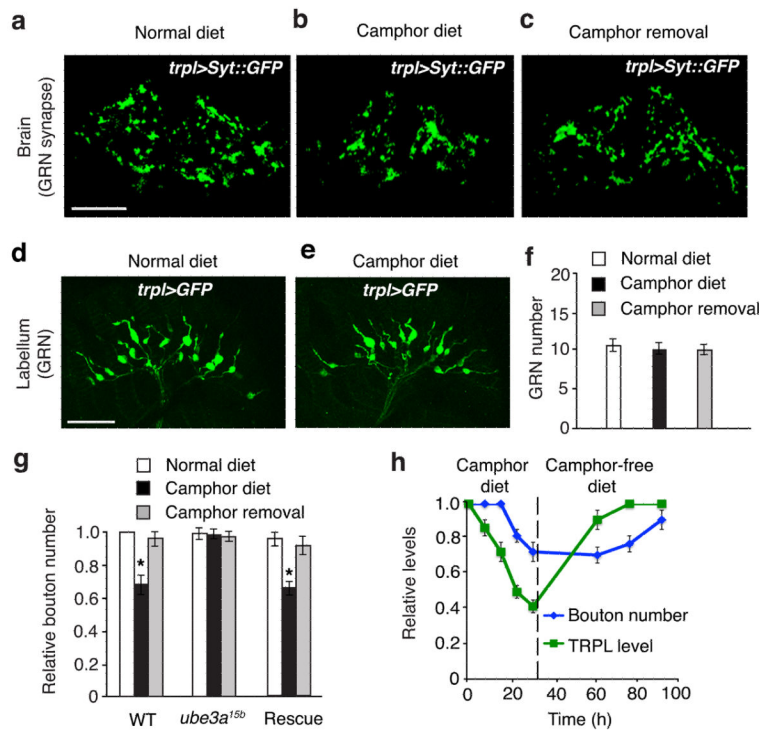 a
Normal diet
b
Camphor diet
c
Camphor removal
Brain
(GRN synapse)
trpl>Syt::GFP
trpl>Syt::GFP
trpl>Syt::GFP
d
Normal diet
e
Camphor diet
f
Labellum
(GRN)
trpl>GFP
trpl>GFP
Normal diet
Camphor diet
Camphor removal
GRN number
20
15
10
5
0
g
Normal diet
Camphor diet
Camphor removal
Relative bouton number
1.0
0.8
0.6
0.4
0.2
0
*
*
WT
ube3a15b
Rescue
h
Camphor
diet
Camphor-free
diet
Relative levels
1.0
0.8
0.6
0.4
0.2
0
Bouton number
TRPL level
0 20 40 60 80 100
Time (h)